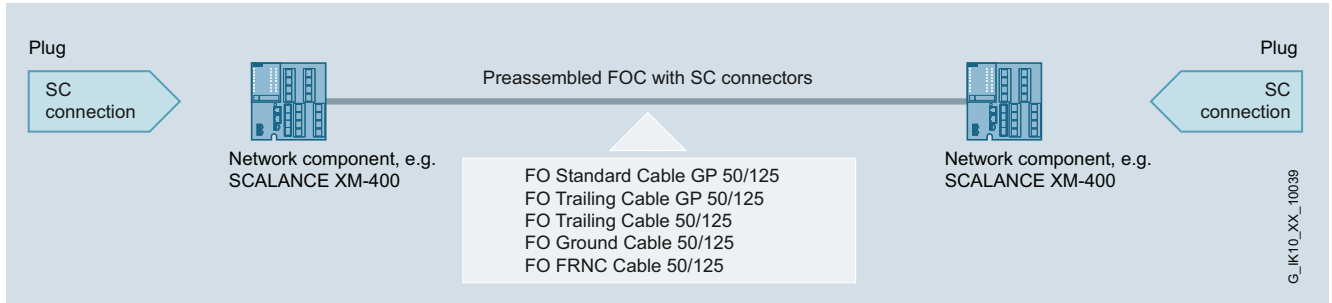 Plug
SC
connection
Preassembled FOC with SC connectors
Plug
SC
connection
Network component, e.g.
SCALANCE XM-400
FO Standard Cable GP 50/125
FO Trailing Cable GP 50/125
FO Trailing Cable 50/125
FO Ground Cable 50/125
FO FRNC Cable 50/125
Network component, e.g.
SCALANCE XM-400
G_IK10_XX_10039